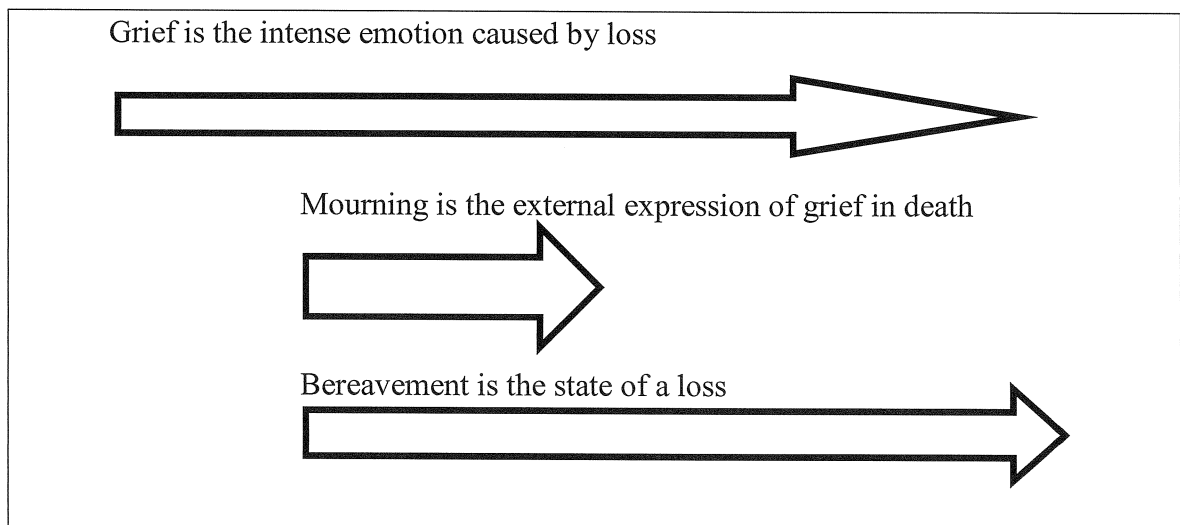 Grief is the intense emotion caused by loss
Mourning is the external expression of grief in death
Bereavement is the state of a loss